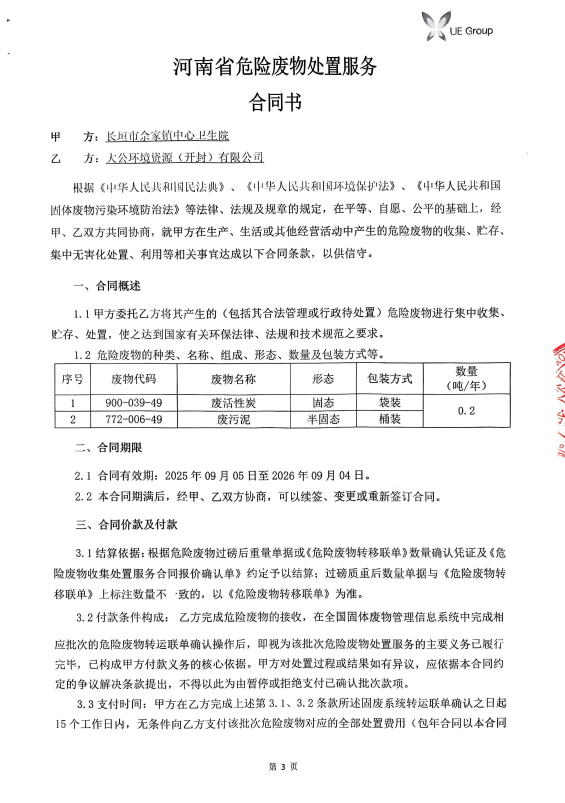 UE Group
河南省危险废物处置服务
合同书
甲 方：长垣市佘家镇中心卫生院
乙 方：大公环境资源（开封）有限公司
根据《中华人民共和国民法典》、《中华人民共和国环境保护法》、《中华人民共和国
固体废物污染环境防治法》等法律、法规及规章的规定，在平等、自愿、公平的基础上，经
甲、乙双方共同协商，就甲方在生产、生活或其他经营活动中产生的危险废物的收集、贮存、
集中无害化处置、利用等相关事宜达成以下合同条款，以供信守。
一、合同概述
1.1 甲方委托乙方将其产生的（包括其合法管理或行政待处置）危险废物进行集中收集、
贮存、处置，使之达到国家有关环保法律、法规和技术规范之要求。
1.2 危险废物的种类、名称、组成、形态、数量及包装方式等。
序号 废物代码 废物名称 形态 包装方式 数量
（吨/年）
1 900-039-49 废活性炭 固态 袋装 0.2
2 772-006-49 废污泥 半固态 桶装
二、合同期限
2.1 合同有效期：2025 年 09 月 05 日至 2026 年 09 月 04 日。
2.2 本合同期满后，经甲、乙双方协商，可以续签、变更或重新签订合同。
三、合同价款及付款
3.1 结算依据：根据危险废物过磅后重量单据或《危险废物转移联单》数量确认凭证及《危
险废物收集处置服务合同报价确认单》约定予以结算；过磅质重后数量单据与《危险废物转
移联单》上标注数量不一致的，以《危险废物转移联单》为准。
3.2 付款条件构成： 乙方完成危险废物的接收，在全国固体废物管理信息系统中完成相
应批次的危险废物转运联单确认操作后，即视为该批次危险废物处置服务的主要义务已履行
完毕，已构成甲方付款义务的核心依据。甲方对处置过程或结果如有异议，应依据本合同约
定的争议解决条款提出，不得以此为由暂停或拒绝支付已确认批次款项。
3.3 支付时间：甲方在乙方完成上述第 3.1、3.2 条款所述固废系统转运联单确认之日起
15 个工作日内，无条件向乙方支付该批次危险废物对应的全部处置费用（包年合同以本合同
第 3 页